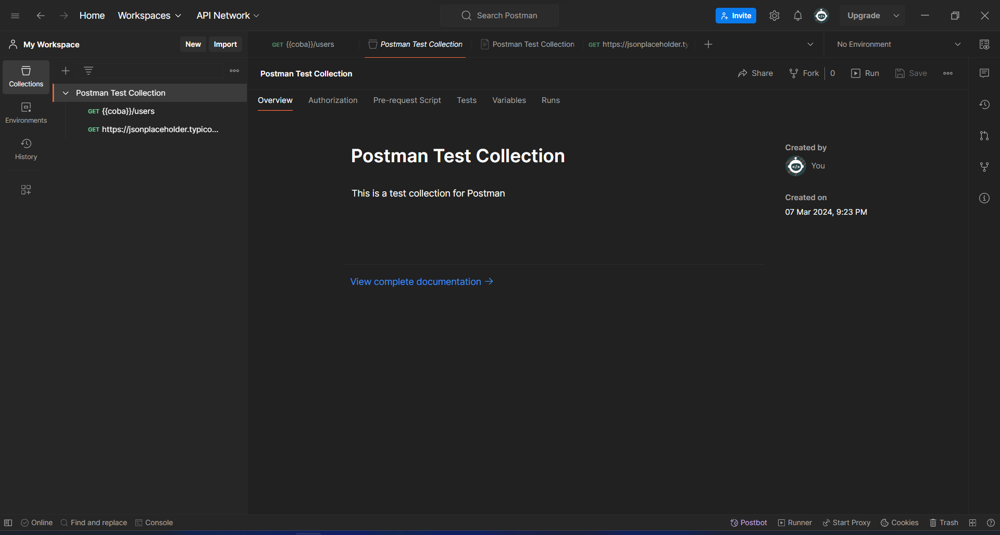 Home
Workspaces
API Network
Search Postman
Invite
Upgrade
My Workspace
New
Import
GET {{coba}}/users
Postman Test Collection
Postman Test Collection
GET https://jsonplaceholder.ty
No Environment
Collections
Environments
History
Postman Test Collection
GET {{coba}}/users
GET https://jsonplaceholder.typico...
Postman Test Collection
Share
Fork
0
Run
Save
Overview
Authorization
Pre-request Script
Tests
Variables
Runs
Postman Test Collection
This is a test collection for Postman
View complete documentation →
Created by
You
Created on
07 Mar 2024, 9:23 PM
Online
Find and replace
Console
Postbot
Runner
Start Proxy
Cookies
Trash